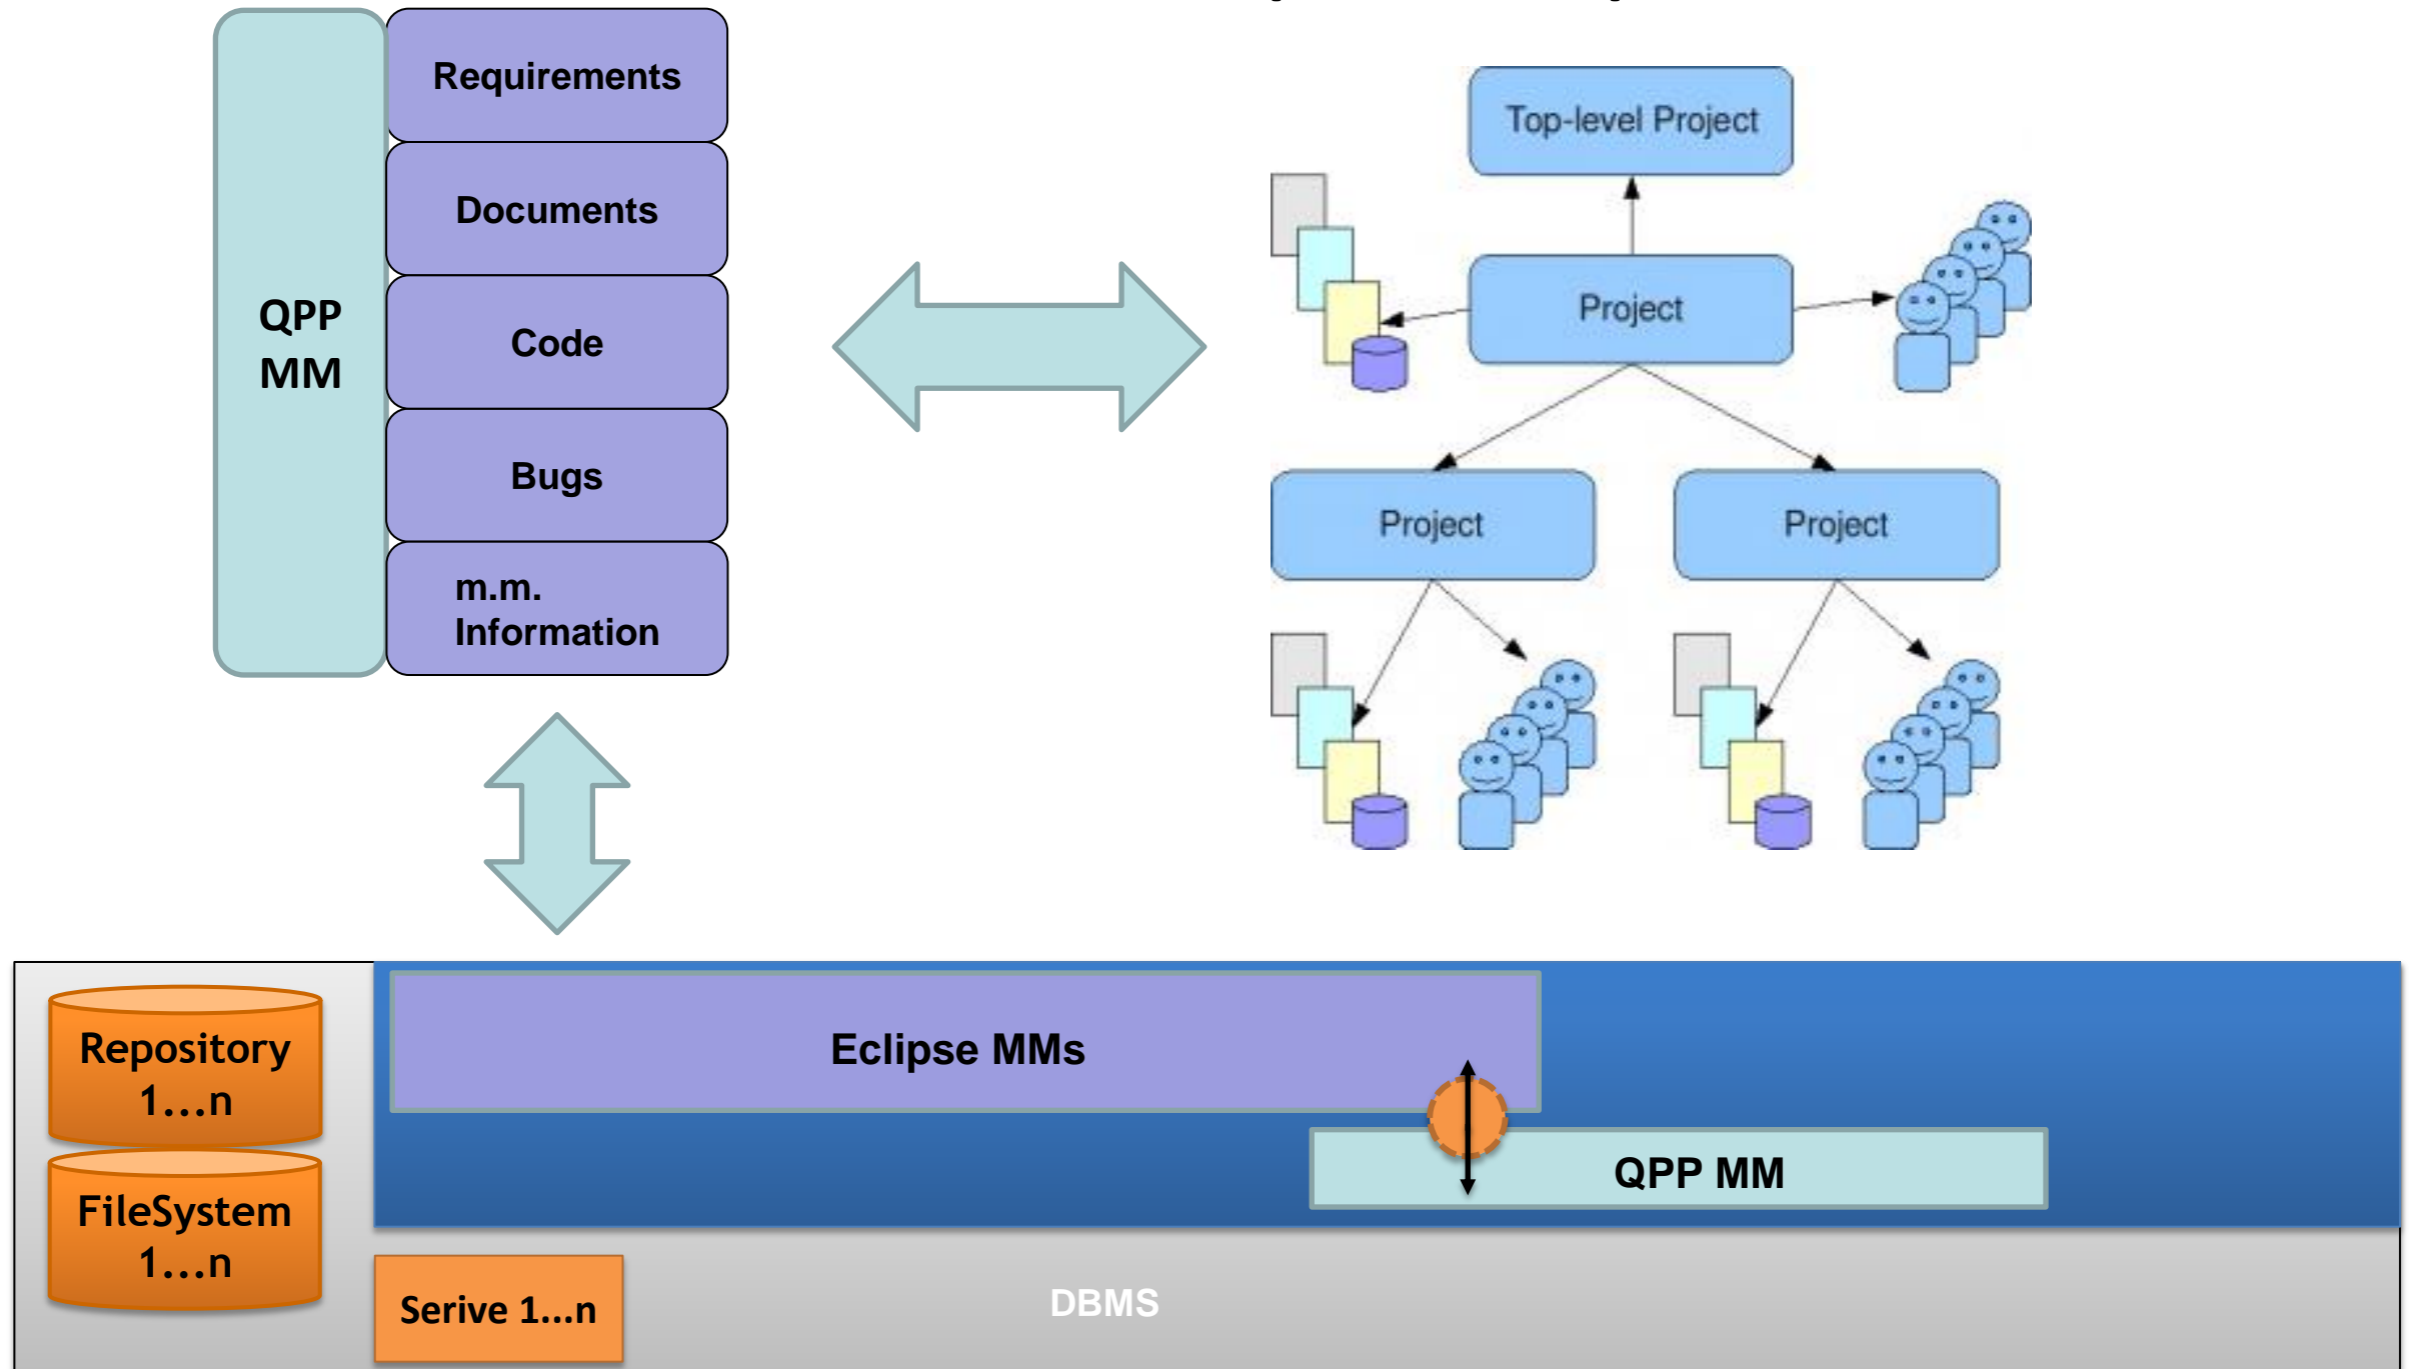 Requirements
Documents
Code
Bugs
m.m.
Information
QPP
MM
Top-level Project
Project
Project
Project
Repository
1...n
FileSystem
1...n
Eclipse MMs
QPP MM
Serive 1...n
DBMS